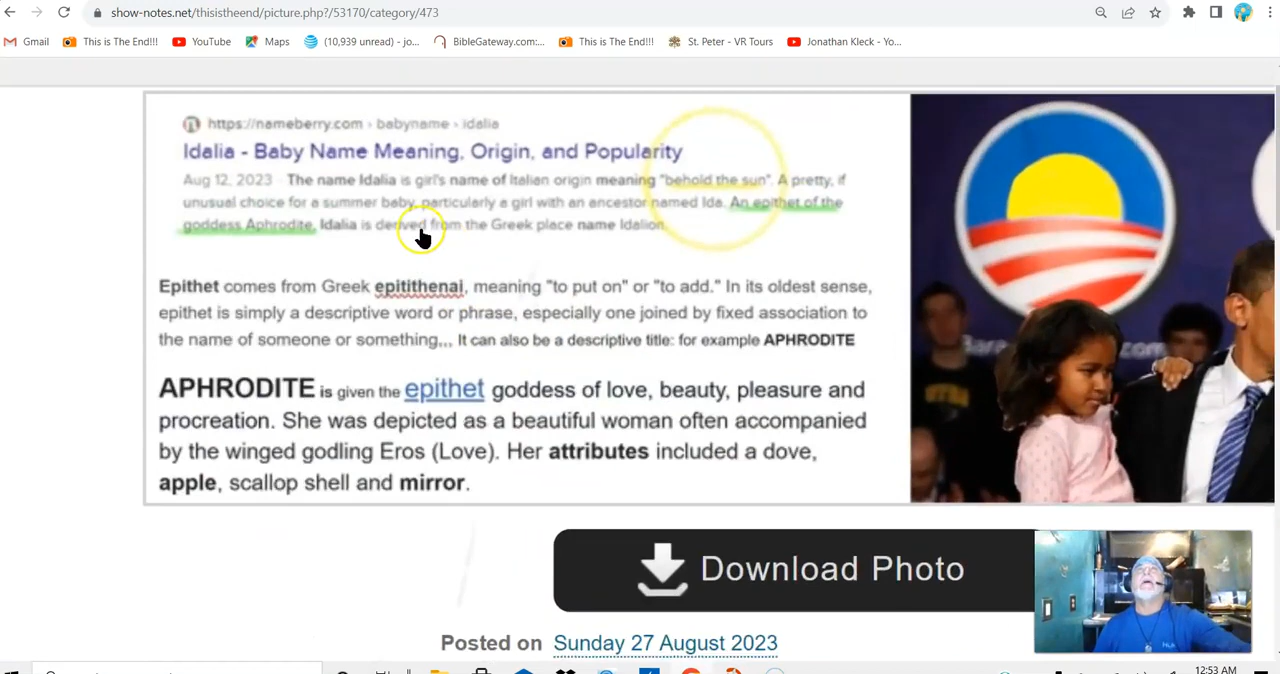 show-notes.net/thisistheend/picture.php?/53170/category/473
Gmail This is The End!!! YouTube Maps (10,939 unread) - jo... BibleGateway.com:... This is The End!!! St. Peter - VR Tours Jonathan Kleck - Yo...
https://nameberry.com › babyname › idalia
Idalia - Baby Name Meaning, Origin, and Popularity
Aug 12, 2023 · The name Idalia is girl's name of Italian origin meaning "behold the sun". A pretty, if
unusual choice for a summer baby, particularly a girl with an ancestor named Ida. An epithet of the
goddess Aphrodite, Idalia is derived from the Greek place name Idalion.
Epithet comes from Greek epitithenai, meaning "to put on" or "to add." In its oldest sense,
epithet is simply a descriptive word or phrase, especially one joined by fixed association to
the name of someone or something,,, It can also be a descriptive title: for example APHRODITE
APHRODITE is given the epithet goddess of love, beauty, pleasure and
procreation. She was depicted as a beautiful woman often accompanied
by the winged godling Eros (Love). Her attributes included a dove,
apple, scallop shell and mirror.
Download Photo
Posted on Sunday 27 August 2023
12:53 AM